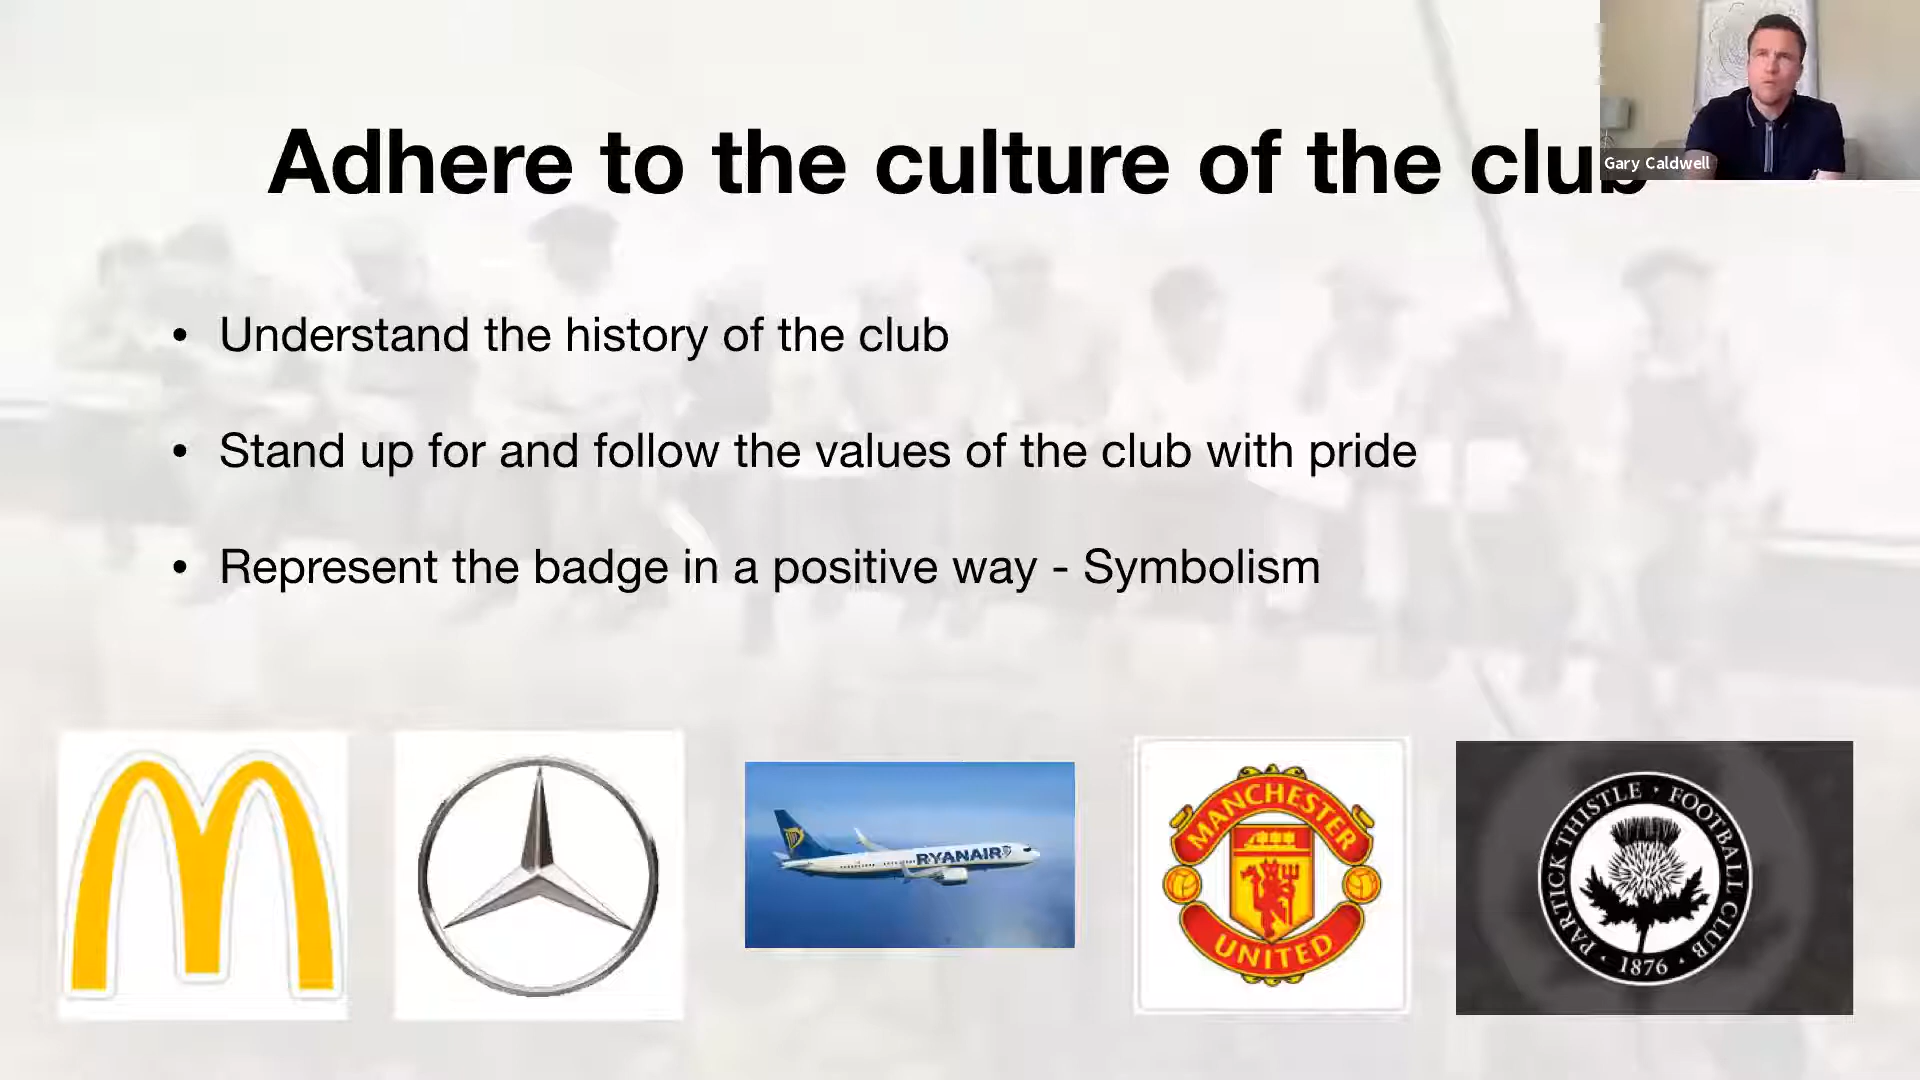 Adhere to the culture of the club
Gary Caldwell
• Understand the history of the club
• Stand up for and follow the values of the club with pride
• Represent the badge in a positive way - Symbolism
RYANAIR
MANCHESTER
UNITED
PARTICK THISTLE · FOOTBALL CLUB
· 1876 ·